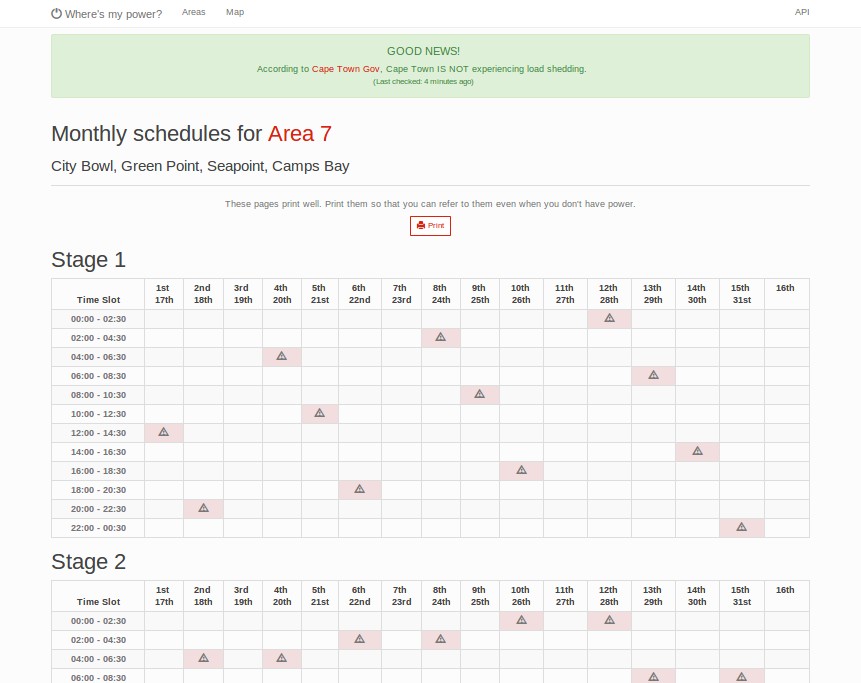 Where's my power? Areas Map API
GOOD NEWS!
According to Cape Town Gov, Cape Town IS NOT experiencing load shedding.
(Last checked: 4 minutes ago)
Monthly schedules for Area 7
City Bowl, Green Point, Seapoint, Camps Bay
These pages print well. Print them so that you can refer to them even when you don't have power.
Print
Stage 1
1st 2nd 3rd 4th 5th 6th 7th 8th 9th 10th 11th 12th 13th 14th 15th 16th
Time Slot 17th 18th 19th 20th 21st 22nd 23rd 24th 25th 26th 27th 28th 29th 30th 31st
00:00 - 02:30
02:00 - 04:30
04:00 - 06:30
06:00 - 08:30
08:00 - 10:30
10:00 - 12:30
12:00 - 14:30
14:00 - 16:30
16:00 - 18:30
18:00 - 20:30
20:00 - 22:30
22:00 - 00:30
Stage 2
1st 2nd 3rd 4th 5th 6th 7th 8th 9th 10th 11th 12th 13th 14th 15th 16th
Time Slot 17th 18th 19th 20th 21st 22nd 23rd 24th 25th 26th 27th 28th 29th 30th 31st
00:00 - 02:30
02:00 - 04:30
04:00 - 06:30
06:00 - 08:30